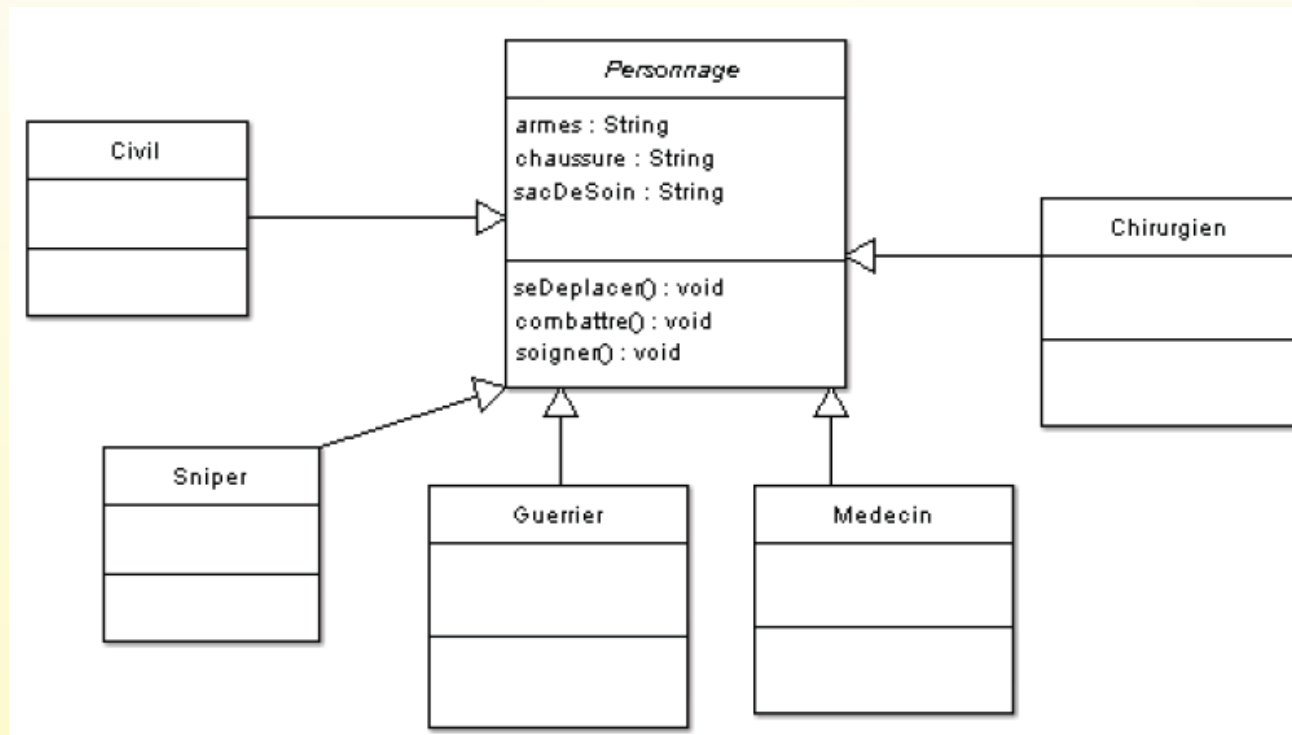 Personnage
armes : String
chaussure : String
sacDeSoin : String
seDeplacer() : void
combattre() : void
soigner() : void
Civil
Chirurgien
Sniper
Guerrier
Medecin